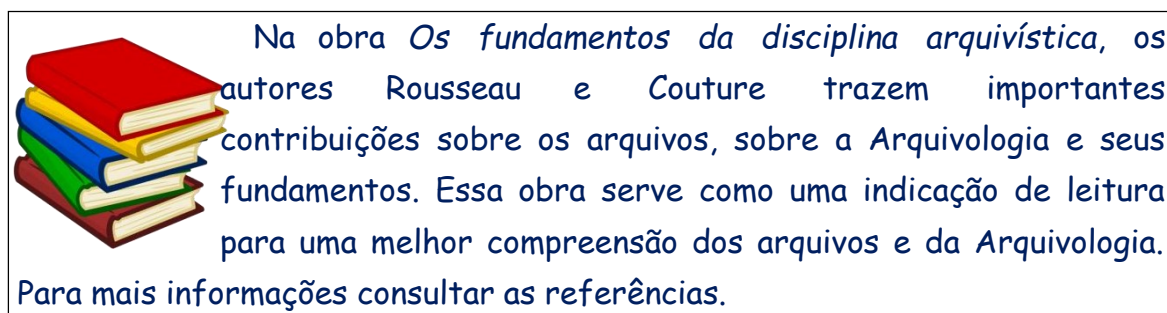 Na obra Os fundamentos da disciplina arquivística, os
autores Rousseau e Couture trazem importantes
contribuições sobre os arquivos, sobre a Arquivologia e seus
fundamentos. Essa obra serve como uma indicação de leitura
para uma melhor compreensão dos arquivos e da Arquivologia.
Para mais informações consultar as referências.